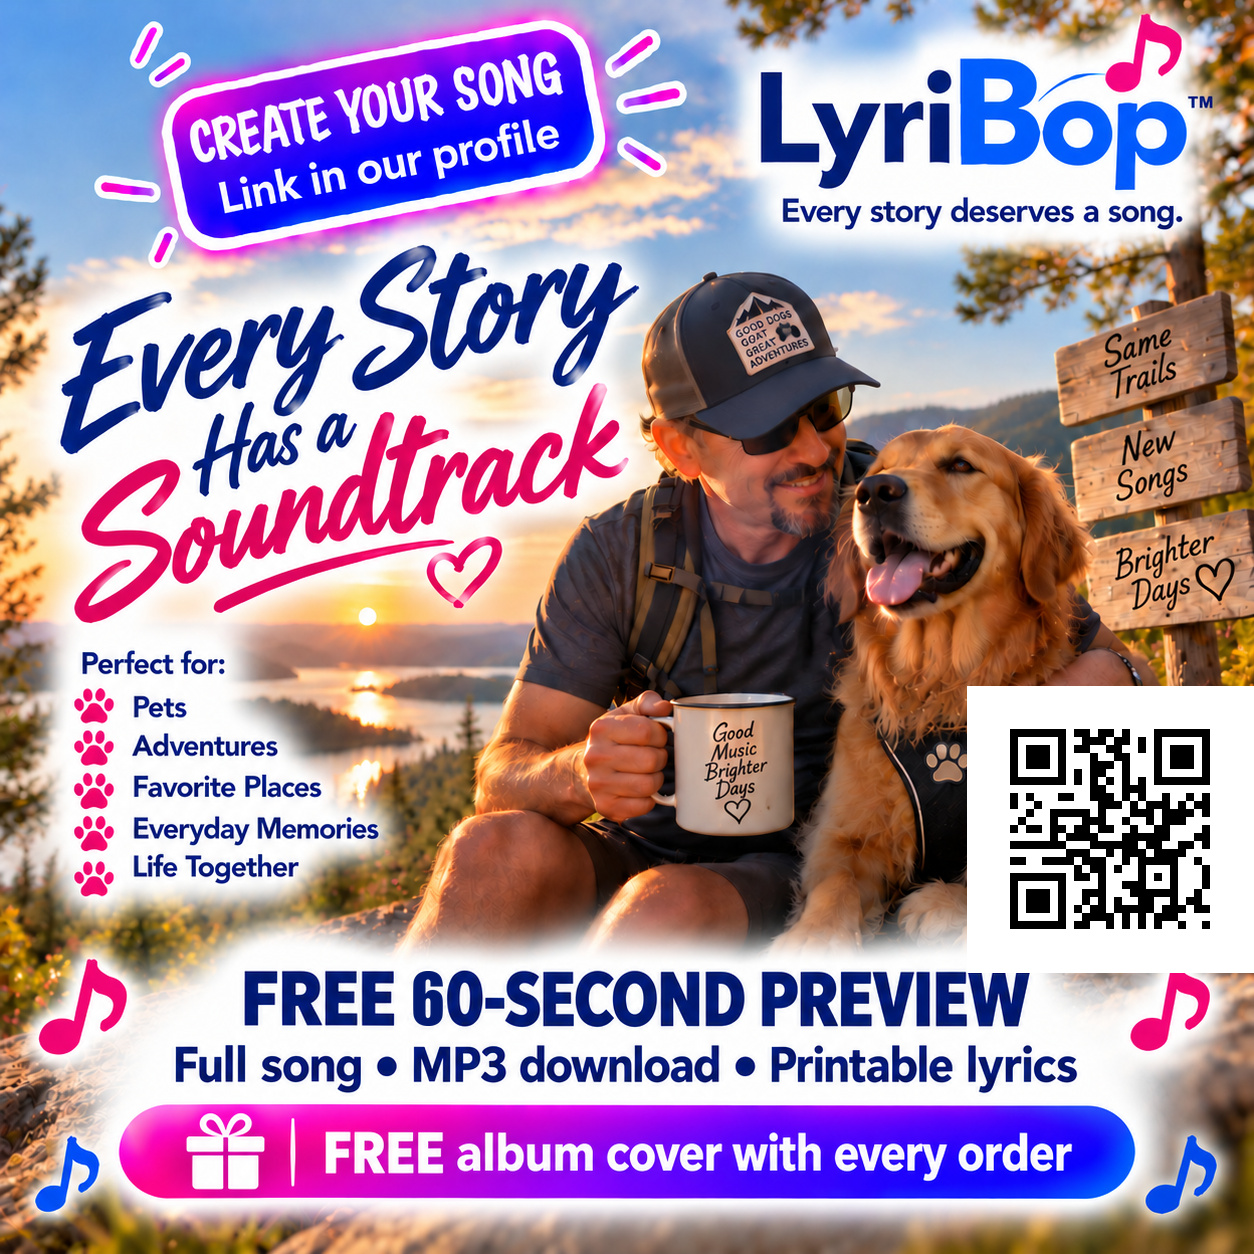 CREATE YOUR SONG
Link in our profile
LyriBop™
Every story deserves a song.
Every Story
Has a
Soundtrack
GOOD DOGS
GOAT
GREAT
ADVENTURES
Same
Trails
New
Songs
Brighter
Days
Perfect for:
Pets
Adventures
Favorite Places
Everyday Memories
Life Together
Good
Music
Brighter
Days
FREE 60-SECOND PREVIEW
Full song • MP3 download • Printable lyrics
FREE album cover with every order